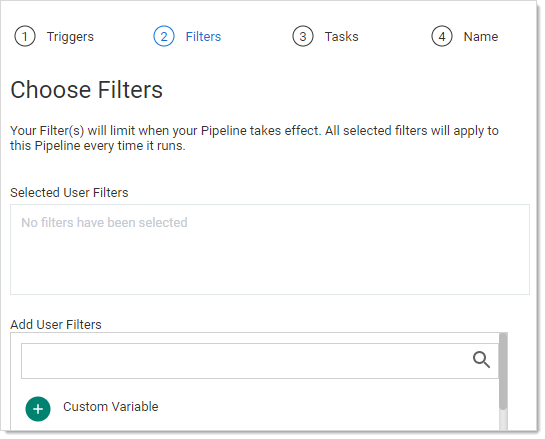 1 Triggers 2 Filters 3 Tasks 4 Name
Choose Filters
Your Filter(s) will limit when your Pipeline takes effect. All selected filters will apply to
this Pipeline every time it runs.
Selected User Filters
No filters have been selected
Add User Filters
Custom Variable